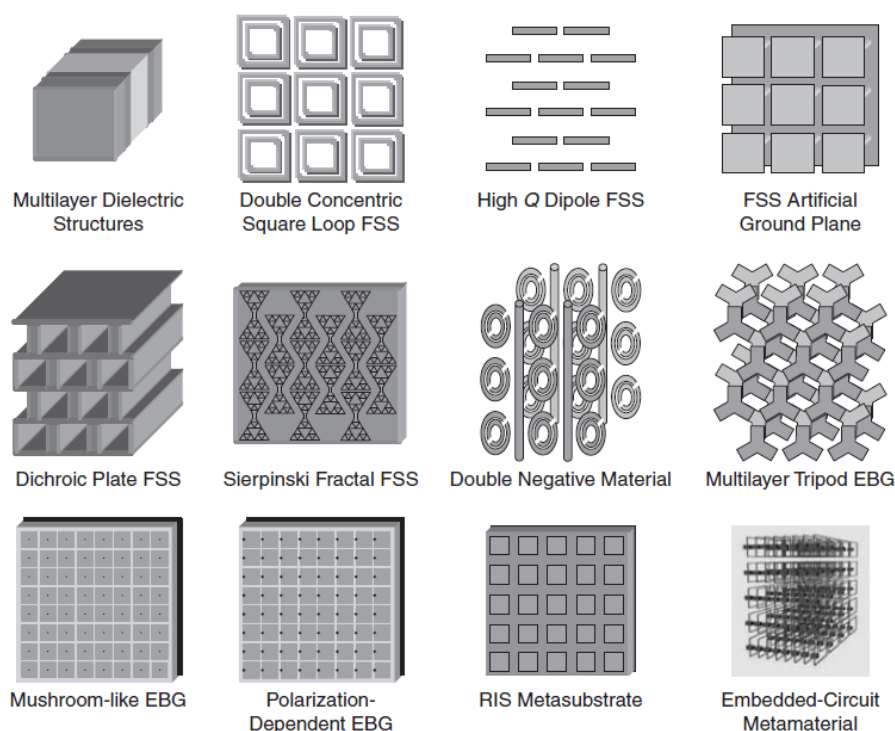 Multilayer Dielectric
Structures
Double Concentric
Square Loop FSS
High Q Dipole FSS
FSS Artificial
Ground Plane
Dichroic Plate FSS
Sierpinski Fractal FSS
Double Negative Material
Multilayer Tripod EBG
Mushroom-like EBG
Polarization-
Dependent EBG
RIS Metasubstrate
Embedded-Circuit
Metamaterial